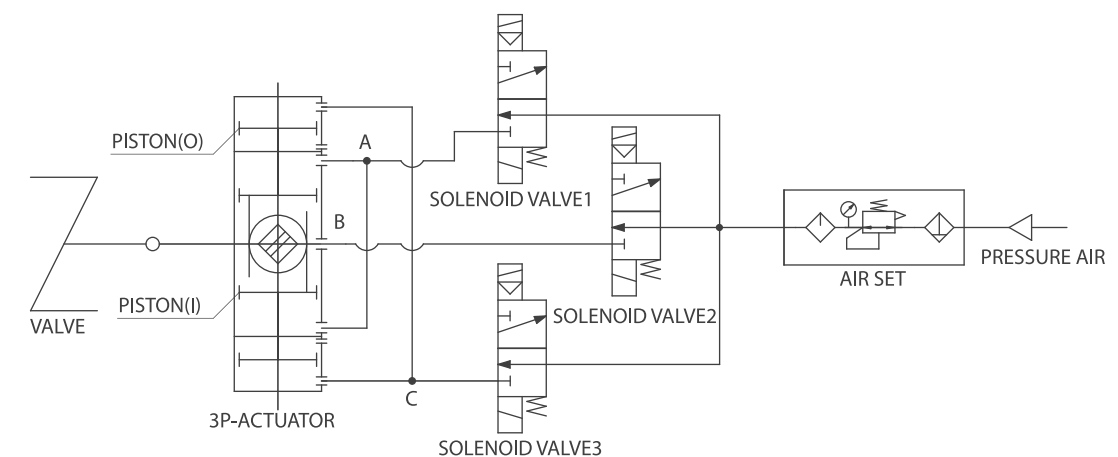 PISTON(O)
A
SOLENOID VALVE1
B
PRESSURE AIR
AIR SET
PISTON(I)
SOLENOID VALVE2
VALVE
C
3P-ACTUATOR
SOLENOID VALVE3